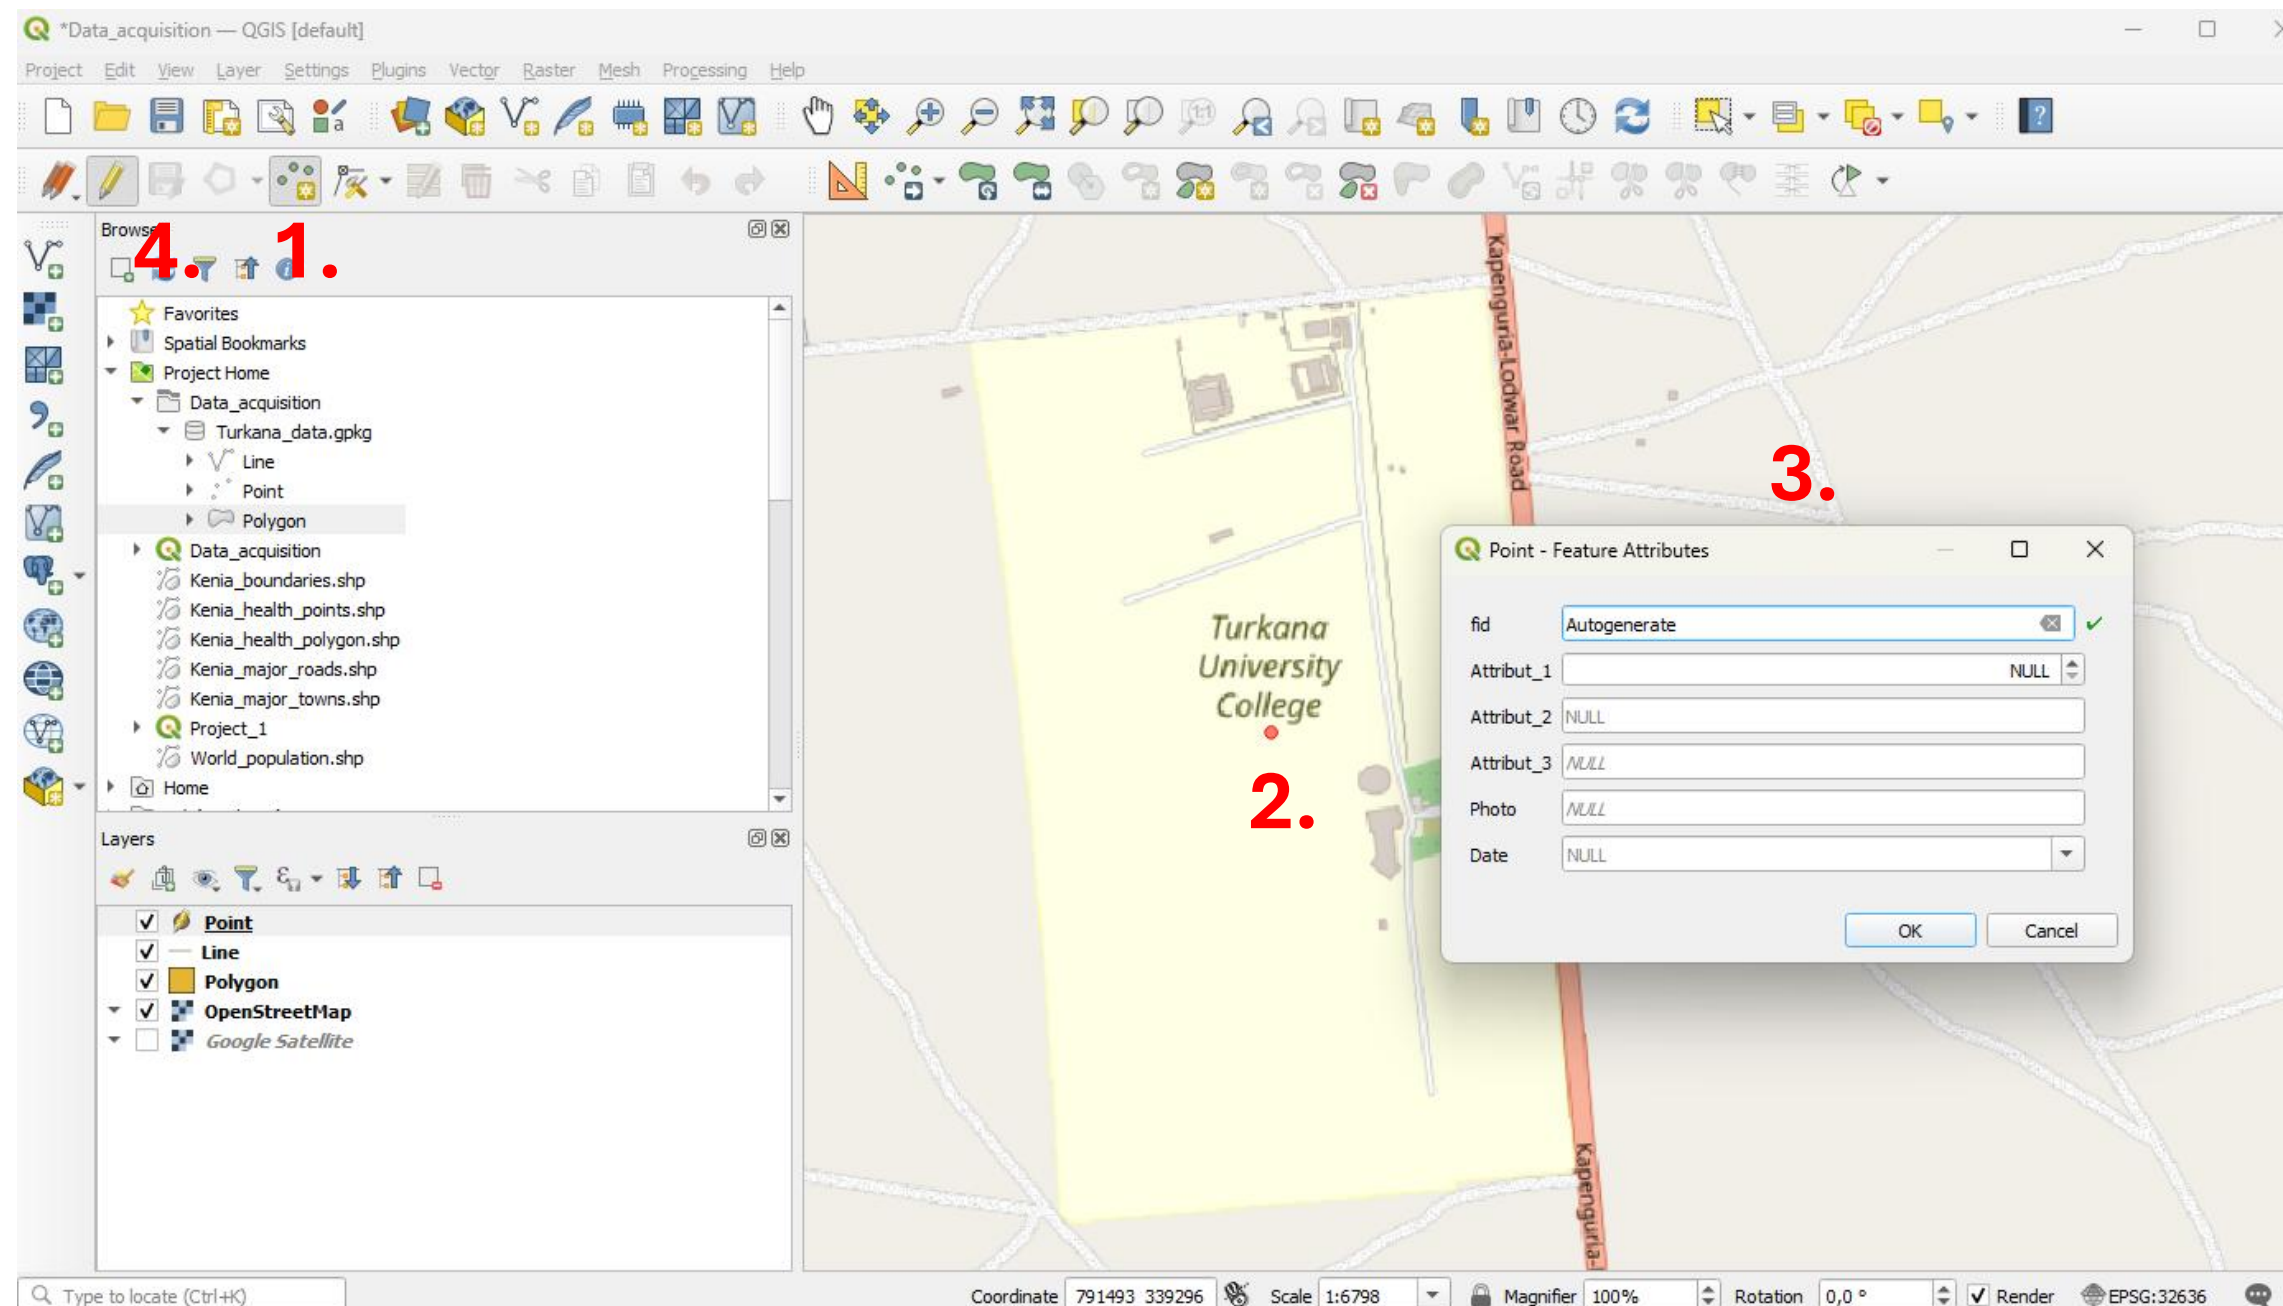 *Data_acquisition — QGIS [default]
Project Edit View Layer Settings Plugins Vector Raster Mesh Processing Help
4. 1.
Favorites
Spatial Bookmarks
Project Home
Data_acquisition
Turkana_data.gpkg
Line
Point
Polygon
Data_acquisition
Kenia_boundaries.shp
Kenia_health_points.shp
Kenia_health_polygon.shp
Kenia_major_roads.shp
Kenia_major_towns.shp
Project_1
World_population.shp
Home
Layers
Point
Line
Polygon
OpenStreetMap
Google Satellite
Kapenguria-Lodwar Road
Turkana
University
College
2.
3.
Point - Feature Attributes
fid Autogenerate
Attribut_1 NULL
Attribut_2 NULL
Attribut_3 NULL
Photo NULL
Date NULL
OK Cancel
Kapenguria-
Type to locate (Ctrl+K) Coordinate 791493 339296 Scale 1:6798 Magnifier 100% Rotation 0,0 ° Render EPSG:32636